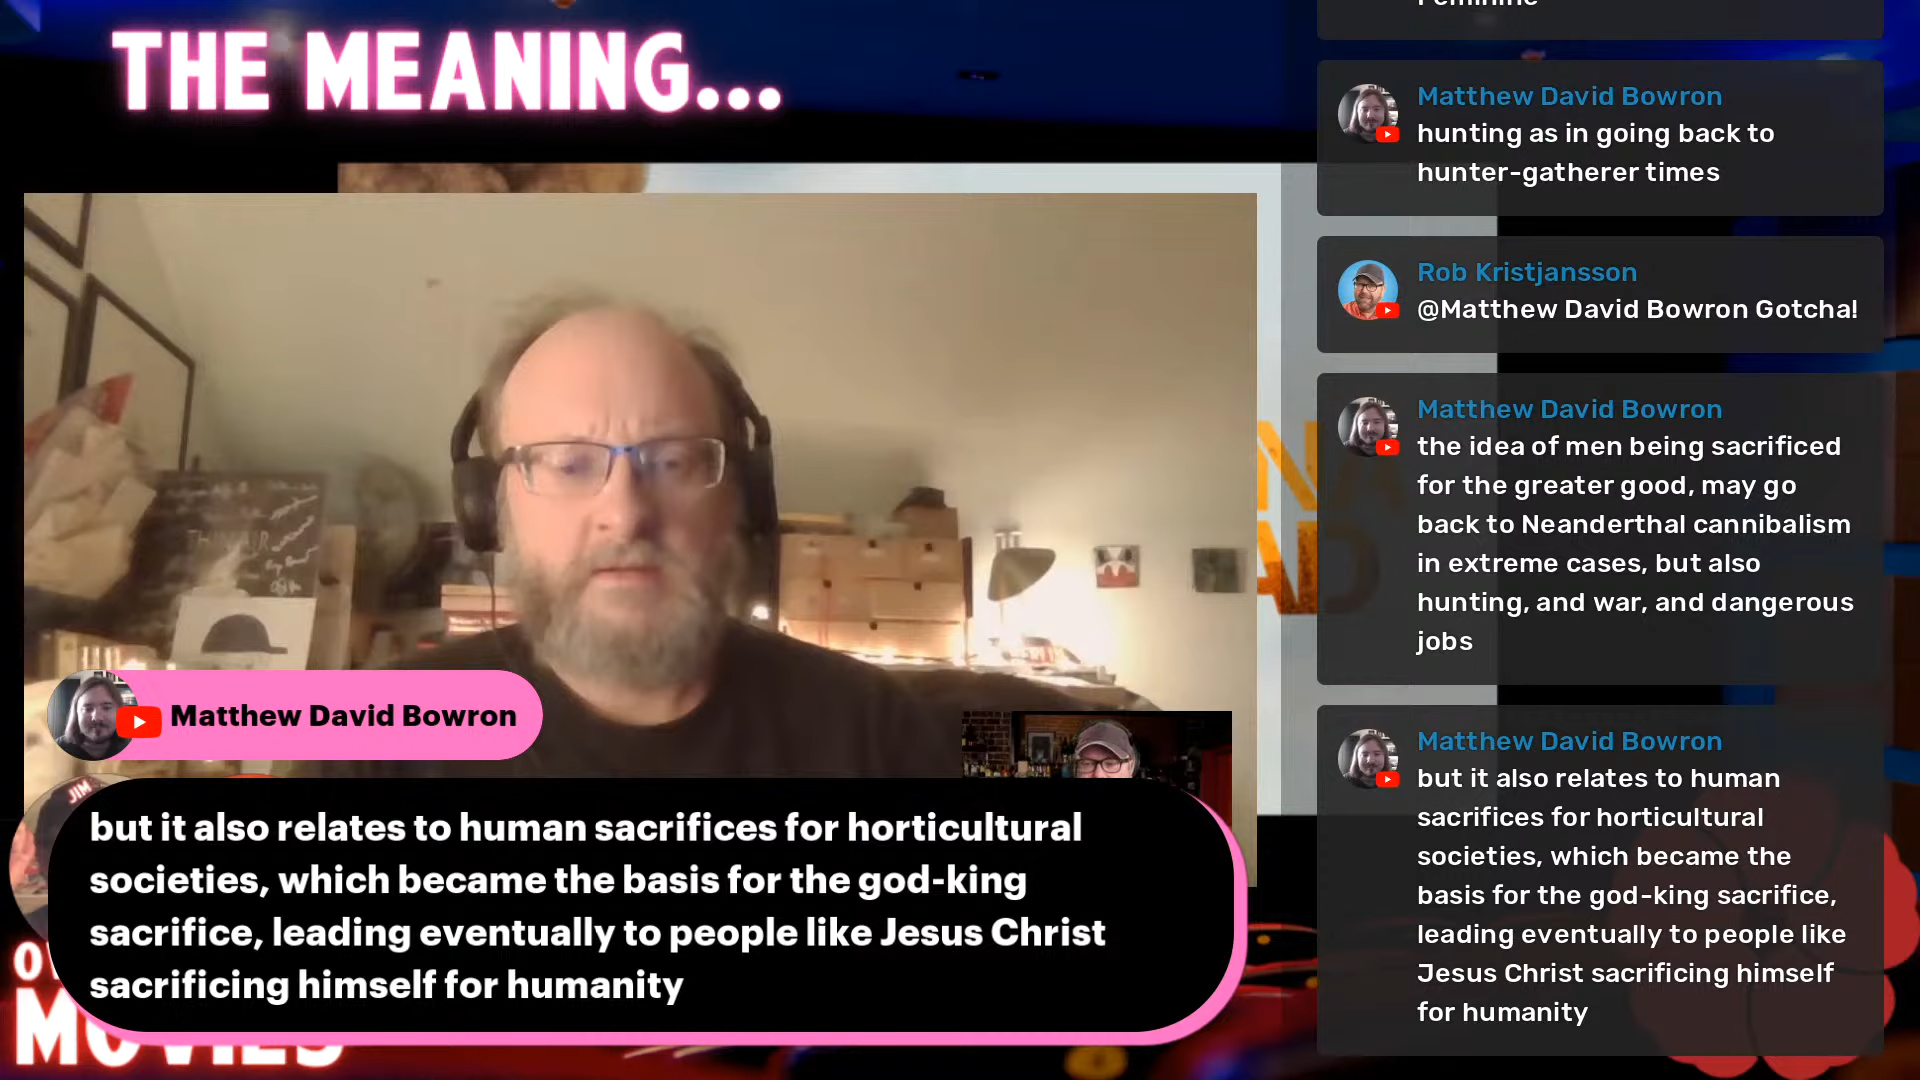 THE MEANING...
Feminine
Matthew David Bowron
hunting as in going back to
hunter-gatherer times
Rob Kristjansson
@Matthew David Bowron Gotcha!
Matthew David Bowron
the idea of men being sacrificed
for the greater good, may go
back to Neanderthal cannibalism
in extreme cases, but also
hunting, and war, and dangerous
jobs
Matthew David Bowron
but it also relates to human
sacrifices for horticultural
societies, which became the
basis for the god-king sacrifice,
leading eventually to people like
Jesus Christ sacrificing himself
for humanity
THIN AIR
Matthew David Bowron
JIM
but it also relates to human sacrifices for horticultural
societies, which became the basis for the god-king
sacrifice, leading eventually to people like Jesus Christ
sacrificing himself for humanity
MOVIES